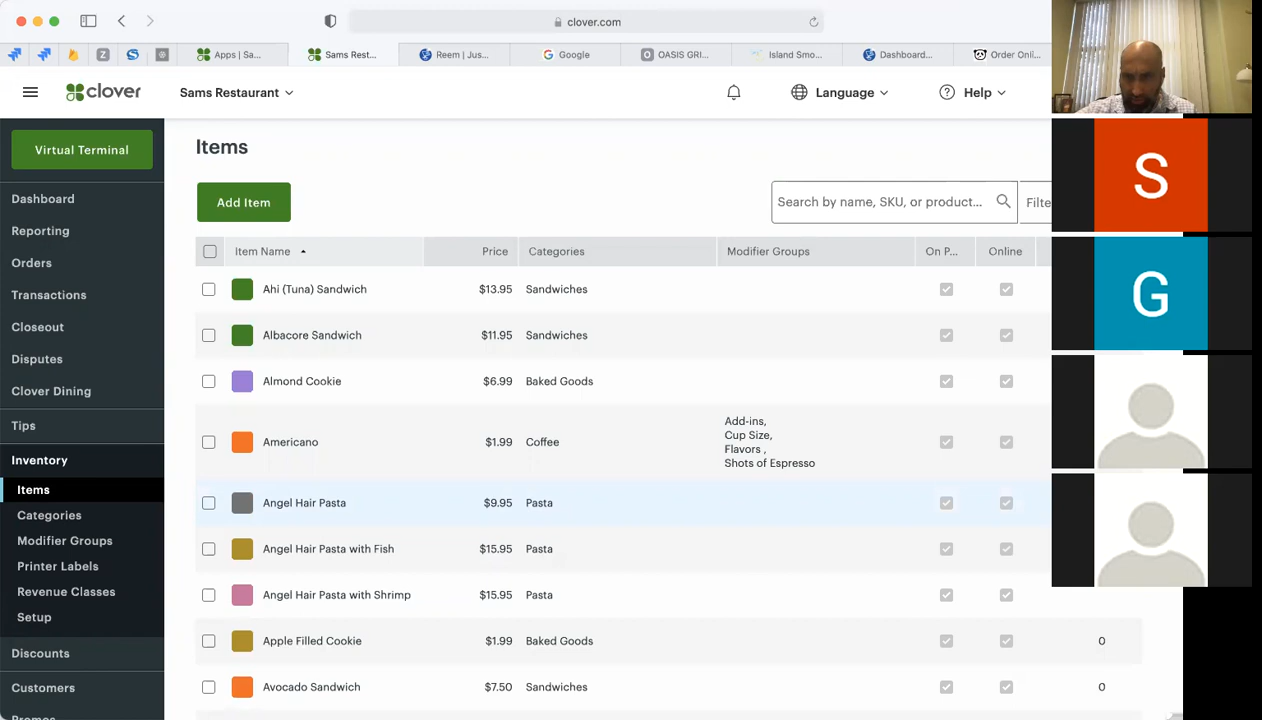 clover.com
Apps | Sa...
Sams Rest...
Reem | Jus...
Google
OASIS GRI...
Island Smo...
Dashboard...
Order Onli...
clover
Sams Restaurant
Language
Help
Virtual Terminal
Dashboard
Reporting
Orders
Transactions
Closeout
Disputes
Clover Dining
Tips
Inventory
Items
Categories
Modifier Groups
Printer Labels
Revenue Classes
Setup
Discounts
Customers
Promos
Items
Add Item
Search by name, SKU, or product...
Filte
Item Name Price Categories Modifier Groups On P... Online
Ahi (Tuna) Sandwich $13.95 Sandwiches
Albacore Sandwich $11.95 Sandwiches
Almond Cookie $6.99 Baked Goods
Americano $1.99 Coffee
Add-ins,
Cup Size,
Flavors ,
Shots of Espresso
Angel Hair Pasta $9.95 Pasta
Angel Hair Pasta with Fish $15.95 Pasta
Angel Hair Pasta with Shrimp $15.95 Pasta
Apple Filled Cookie $1.99 Baked Goods 0
Avocado Sandwich $7.50 Sandwiches 0
S
G